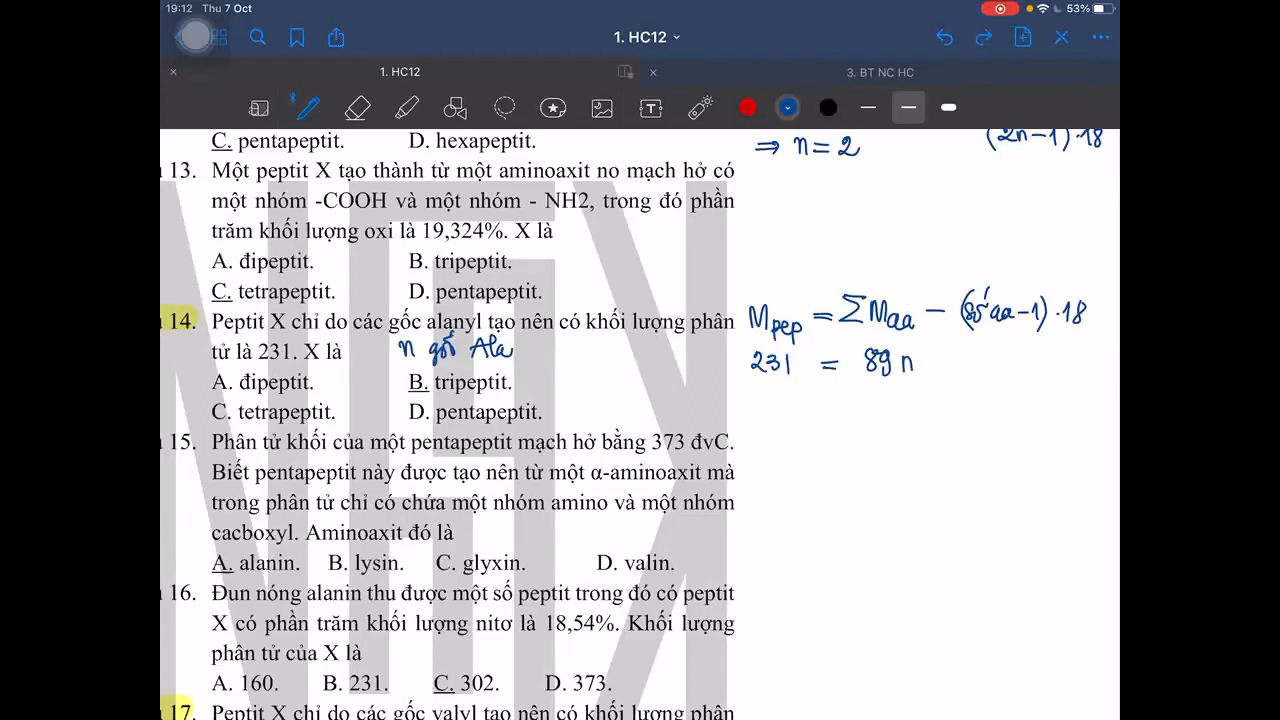 19:12 Thu 7 Oct
53%
1. HC12
1. HC12
3. BT NC HC
C. pentapeptit. D. hexapeptit.
⇒ n = 2
(2n-1).18
13. Một peptit X tạo thành từ một aminoaxit no mạch hở có
một nhóm -COOH và một nhóm - NH2, trong đó phần
trăm khối lượng oxi là 19,324%. X là
A. đipeptit. B. tripeptit.
C. tetrapeptit. D. pentapeptit.
14. Peptit X chỉ do các gốc alanyl tạo nên có khối lượng phân
tử là 231. X là
n gốc Ala
A. đipeptit. B. tripeptit.
C. tetrapeptit. D. pentapeptit.
Mpep = ΣMaa - (số aa-1).18
231 = 89n
15. Phân tử khối của một pentapeptit mạch hở bằng 373 đvC.
Biết pentapeptit này được tạo nên từ một α-aminoaxit mà
trong phân tử chỉ có chứa một nhóm amino và một nhóm
cacboxyl. Aminoaxit đó là
A. alanin. B. lysin. C. glyxin. D. valin.
16. Đun nóng alanin thu được một số peptit trong đó có peptit
X có phần trăm khối lượng nitơ là 18,54%. Khối lượng
phân tử của X là
A. 160. B. 231. C. 302. D. 373.
17. Peptit X chỉ do các gốc valyl tạo nên có khối lượng phân